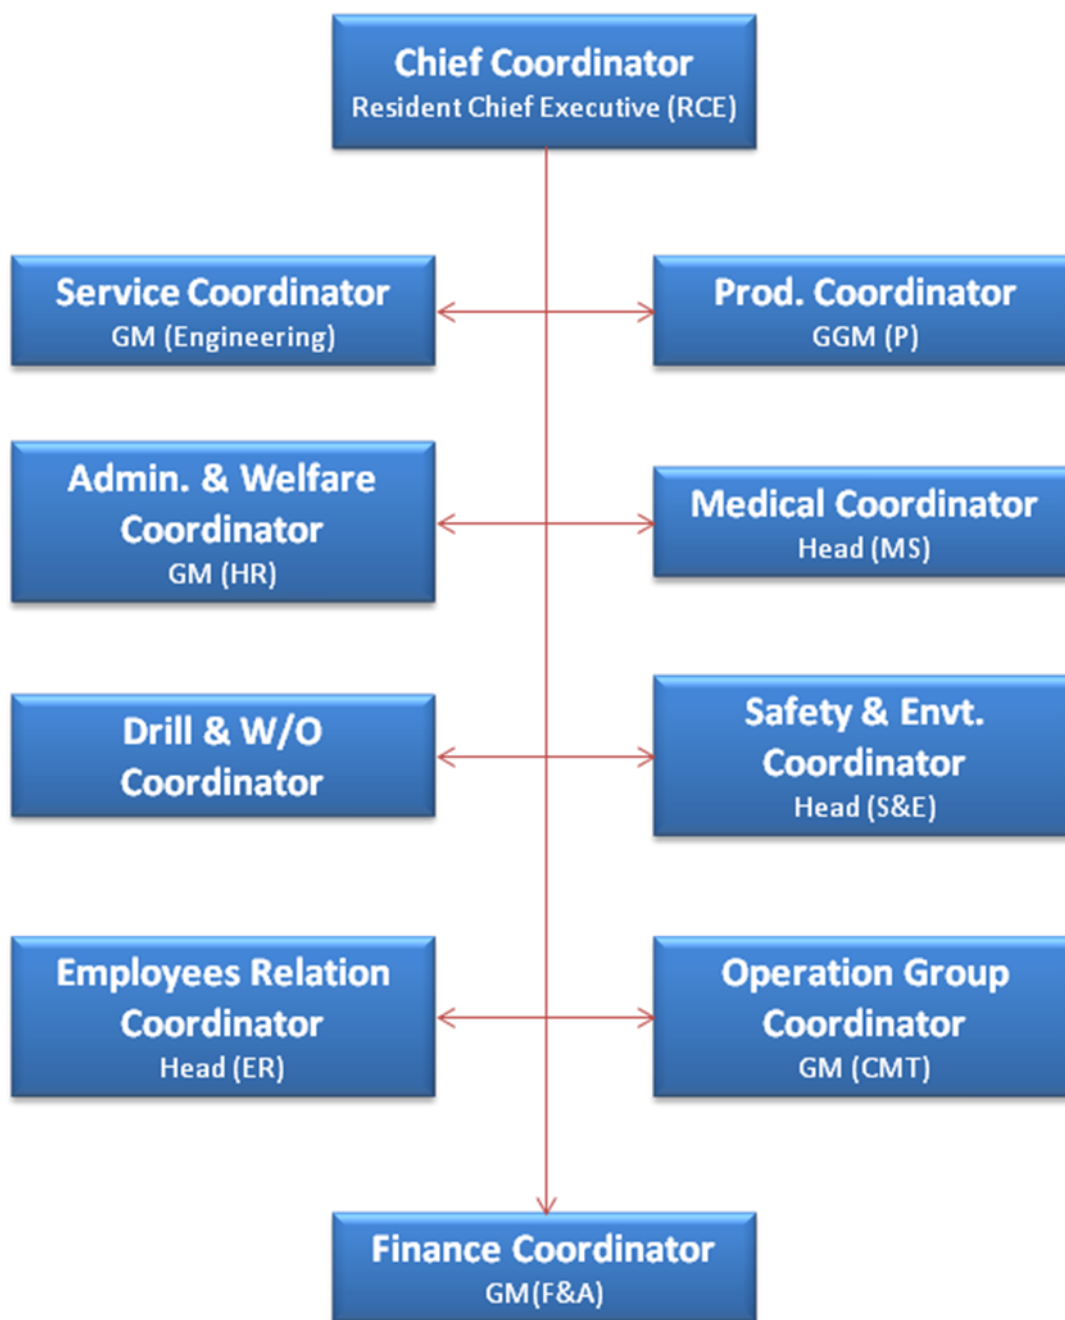 Chief Coordinator
Resident Chief Executive (RCE)
Service Coordinator
GM (Engineering)
Prod. Coordinator
GGM (P)
Admin. & Welfare
Coordinator
GM (HR)
Medical Coordinator
Head (MS)
Drill & W/O
Coordinator
Safety & Envt.
Coordinator
Head (S&E)
Employees Relation
Coordinator
Head (ER)
Operation Group
Coordinator
GM (CMT)
Finance Coordinator
GM(F&A)